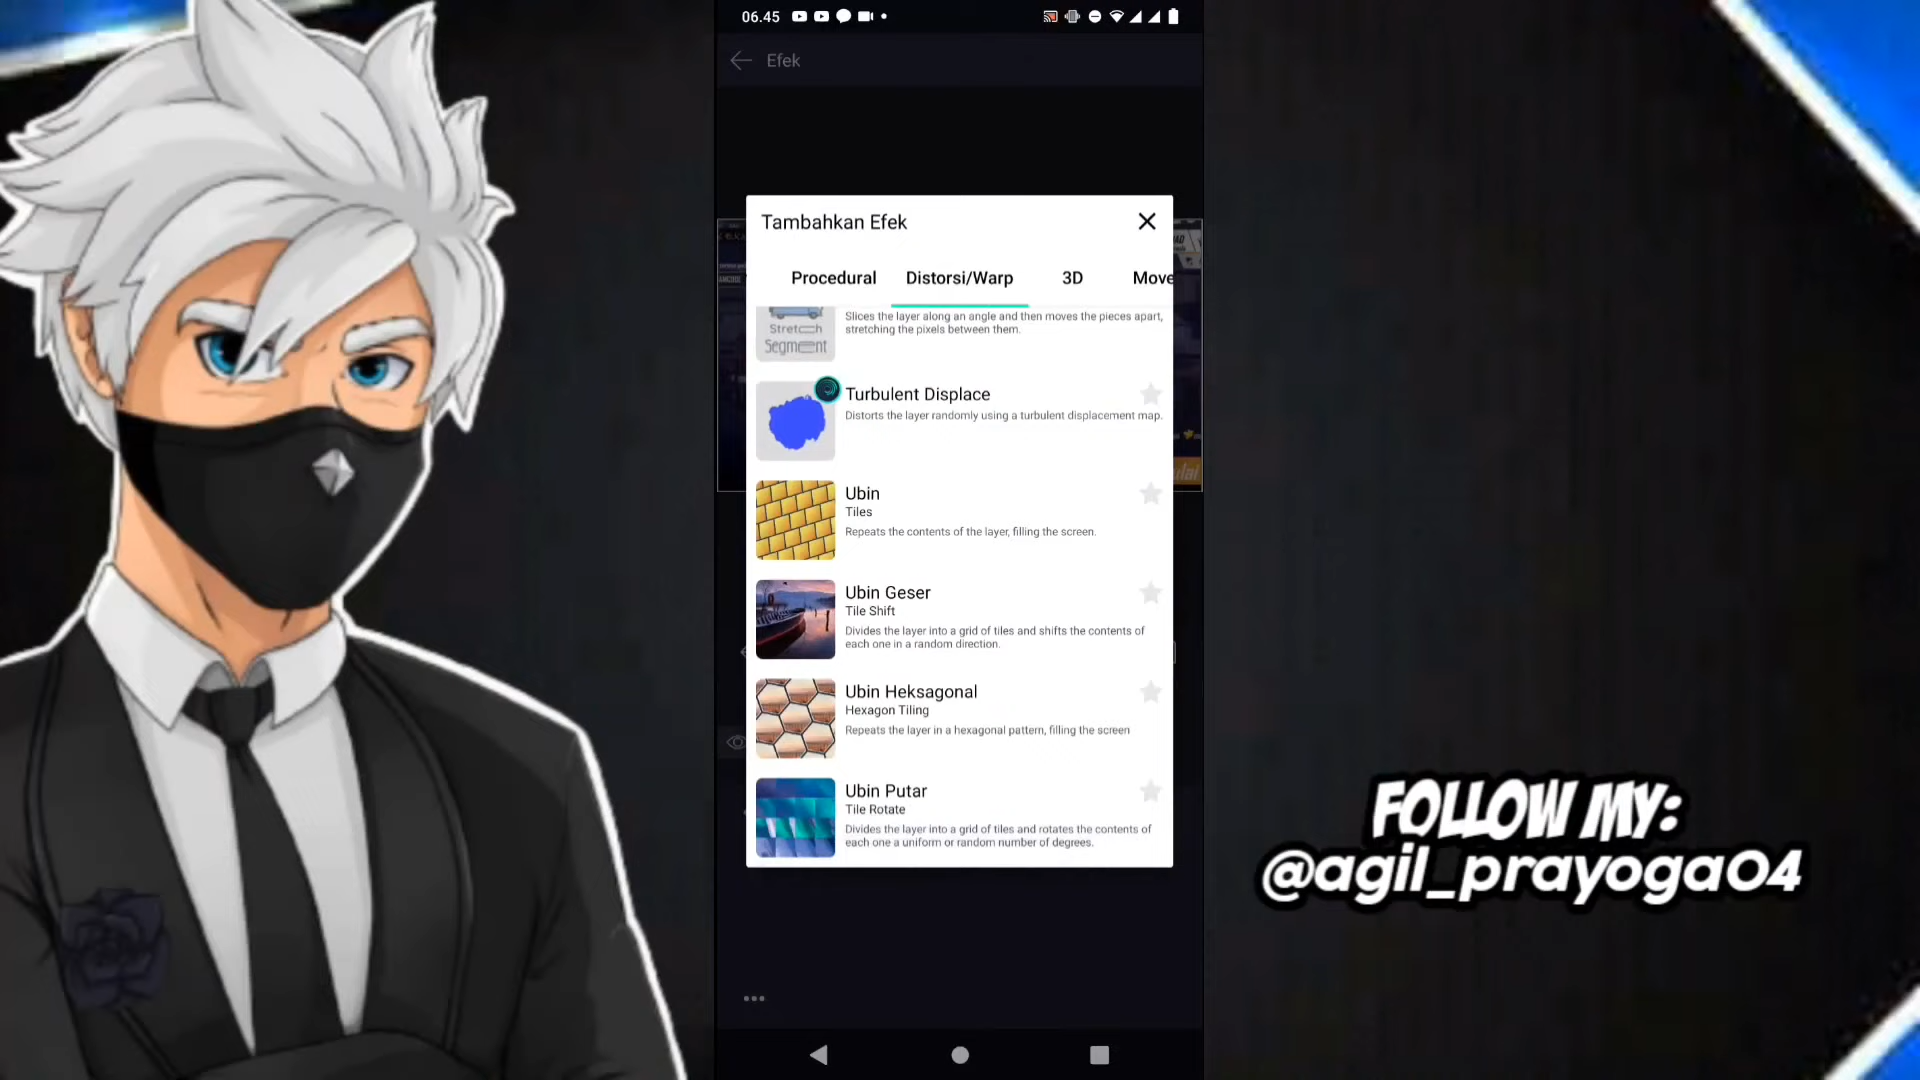 06.45
Efek
Tambahkan Efek
Procedural
Distorsi/Warp
3D
Move
Slices the layer along an angle and then moves the pieces apart,
stretching the pixels between them.
Stretch
Segment
Turbulent Displace
Distorts the layer randomly using a turbulent displacement map.
Ubin
Tiles
Repeats the contents of the layer, filling the screen.
Ubin Geser
Tile Shift
Divides the layer into a grid of tiles and shifts the contents of
each one in a random direction.
Ubin Heksagonal
Hexagon Tiling
Repeats the layer in a hexagonal pattern, filling the screen
Ubin Putar
Tile Rotate
Divides the layer into a grid of tiles and rotates the contents of
each one a uniform or random number of degrees.
FOLLOW MY:
@agil_prayoga04